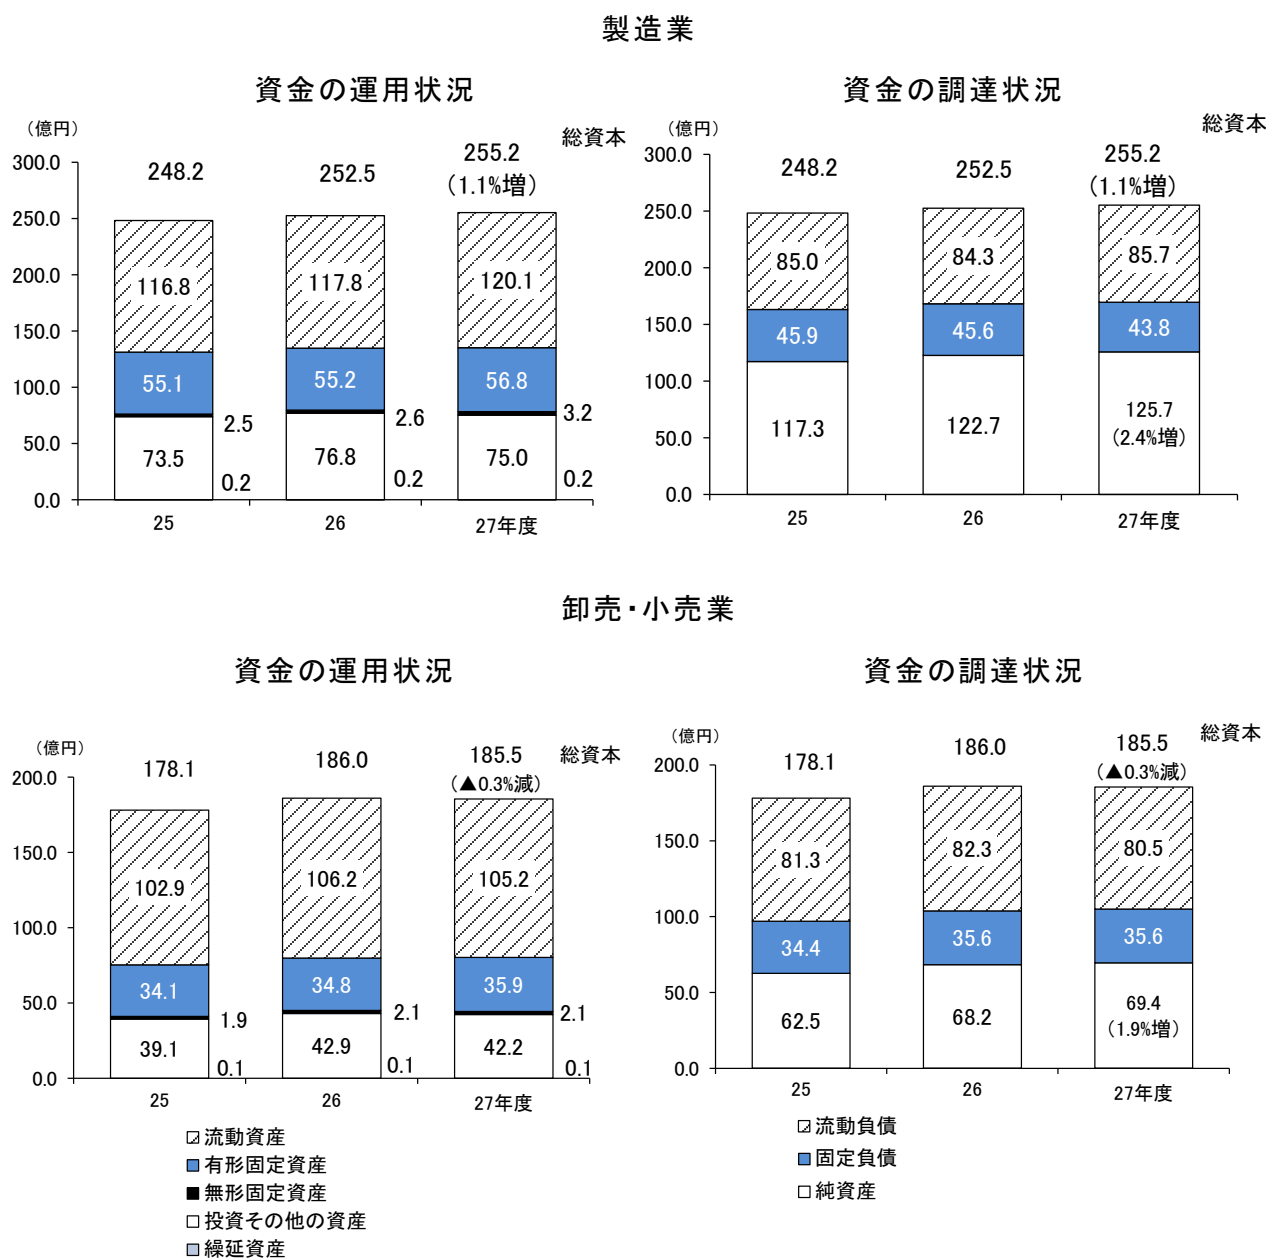 製造業
資金の運用状況
（億円）
総資本
300.0
250.0
200.0
150.0
100.0
50.0
0.0
248.2
252.5
255.2
（1.1%増）
116.8
117.8
120.1
55.1
55.2
56.8
2.5
2.6
3.2
73.5
76.8
75.0
0.2
0.2
0.2
25
26
27年度
資金の調達状況
（億円）
総資本
300.0
250.0
200.0
150.0
100.0
50.0
0.0
248.2
252.5
255.2
（1.1%増）
85.0
84.3
85.7
45.9
45.6
43.8
117.3
122.7
125.7
（2.4%増）
25
26
27年度
卸売・小売業
資金の運用状況
（億円）
総資本
200.0
150.0
100.0
50.0
0.0
178.1
186.0
185.5
（▲0.3%減）
102.9
106.2
105.2
34.1
34.8
35.9
1.9
2.1
2.1
39.1
42.9
42.2
0.1
0.1
0.1
25
26
27年度
流動資産
有形固定資産
無形固定資産
投資その他の資産
繰延資産
資金の調達状況
（億円）
総資本
200.0
150.0
100.0
50.0
0.0
178.1
186.0
185.5
（▲0.3%減）
81.3
82.3
80.5
34.4
35.6
35.6
62.5
68.2
69.4
（1.9%増）
25
26
27年度
流動負債
固定負債
純資産